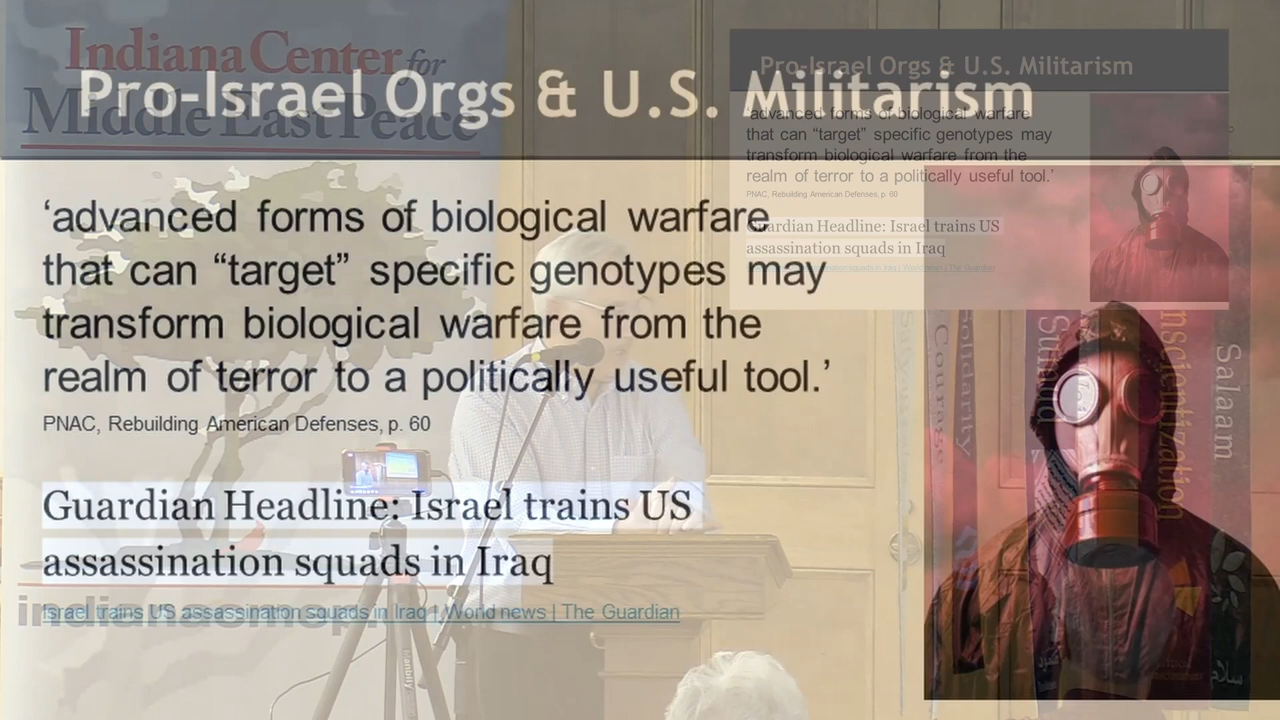 Indiana Center for
Middle East Peace
Pro-Israel Orgs & U.S. Militarism
‘advanced forms of biological warfare
that can “target” specific genotypes may
transform biological warfare from the
realm of terror to a politically useful tool.’
PNAC, Rebuilding American Defenses, p. 60
Guardian Headline: Israel trains US
assassination squads in Iraq
Israel trains US assassination squads in Iraq | World news | The Guardian
Pro-Israel Orgs & U.S. Militarism
‘advanced forms of biological warfare
that can “target” specific genotypes may
transform biological warfare from the
realm of terror to a politically useful tool.’
PNAC, Rebuilding American Defenses, p. 60
Guardian Headline: Israel trains US
assassination squads in Iraq
Solidarity
Courage
Salaam
سلام
Manbily